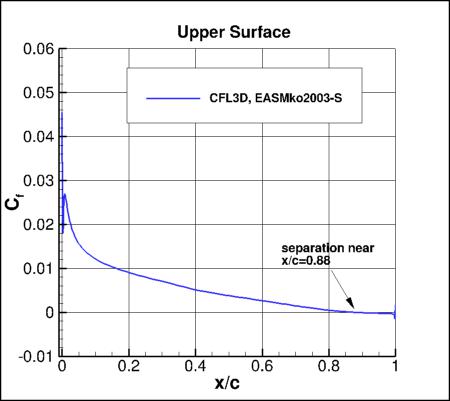 Upper Surface
0.06
0.05
0.04
0.03
0.02
0.01
0
-0.01
Cf
CFL3D, EASMko2003-S
separation near
x/c=0.88
0 0.2 0.4 0.6 0.8 1
x/c